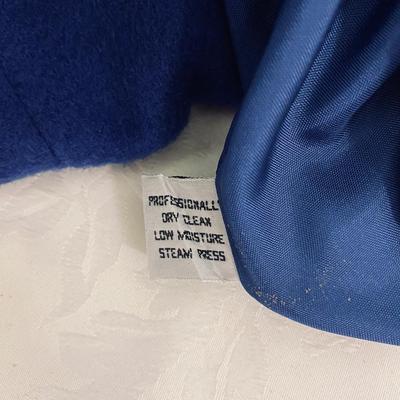 PROFESSIONALLY
DRY CLEAN
LOW MOISTURE
STEAM PRESS